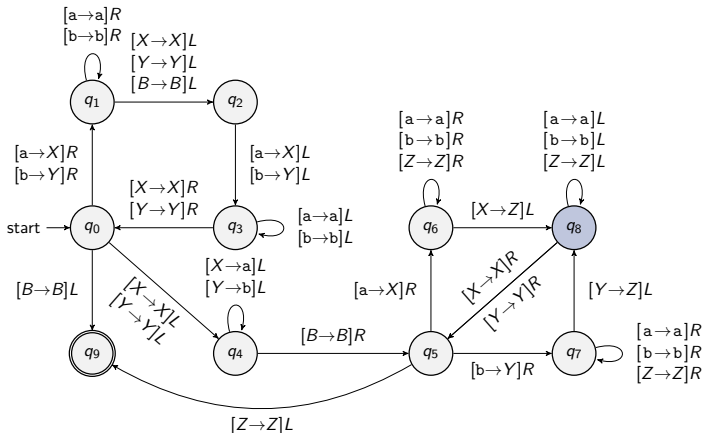 [a→a]R
[b→b]R
[X→X]L
[Y→Y]L
[B→B]L
q1
q2
[a→a]R
[b→b]R
[Z→Z]R
[a→a]L
[b→b]L
[Z→Z]L
[a→X]R
[b→Y]R
[a→X]L
[b→Y]L
[X→X]R
[Y→Y]R
start
q0
q3
[a→a]L
[b→b]L
q6
[X→Z]L
q8
[B→B]L
[X→X]L
[Y→Y]L
[X→a]L
[Y→b]L
[a→X]R
[X→X]R
[Y→Y]R
[Y→Z]L
q9
q4
[B→B]R
q5
[b→Y]R
q7
[a→a]R
[b→b]R
[Z→Z]R
[Z→Z]L